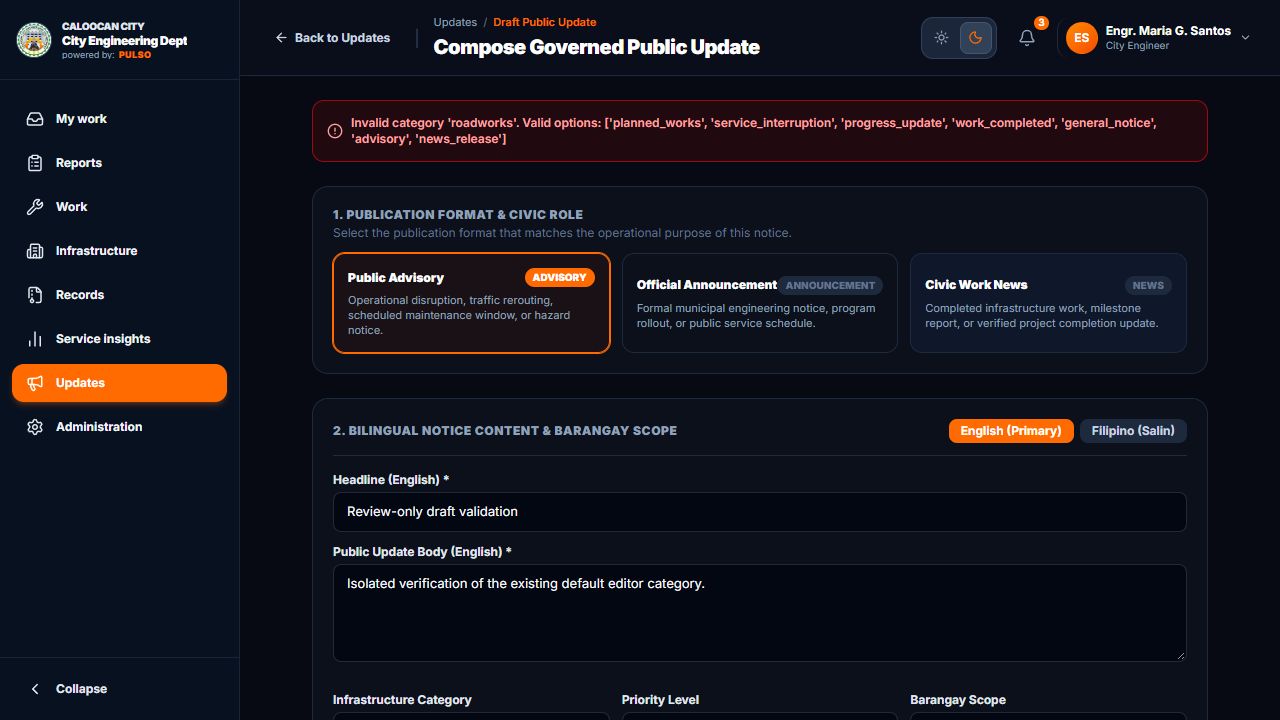 CALOOCAN CITY
City Engineering Dept
powered by: PULSO
My work
Reports
Work
Infrastructure
Records
Service insights
Updates
Administration
Collapse
Back to Updates
Updates / Draft Public Update
Compose Governed Public Update
3
ES
Engr. Maria G. Santos
City Engineer
Invalid category 'roadworks'. Valid options: ['planned_works', 'service_interruption', 'progress_update', 'work_completed', 'general_notice',
'advisory', 'news_release']
1. PUBLICATION FORMAT & CIVIC ROLE
Select the publication format that matches the operational purpose of this notice.
Public Advisory
ADVISORY
Operational disruption, traffic rerouting,
scheduled maintenance window, or hazard
notice.
Official Announcement
ANNOUNCEMENT
Formal municipal engineering notice, program
rollout, or public service schedule.
Civic Work News
NEWS
Completed infrastructure work, milestone
report, or verified project completion update.
2. BILINGUAL NOTICE CONTENT & BARANGAY SCOPE
English (Primary)
Filipino (Salin)
Headline (English) *
Review-only draft validation
Public Update Body (English) *
Isolated verification of the existing default editor category.
Infrastructure Category
Priority Level
Barangay Scope